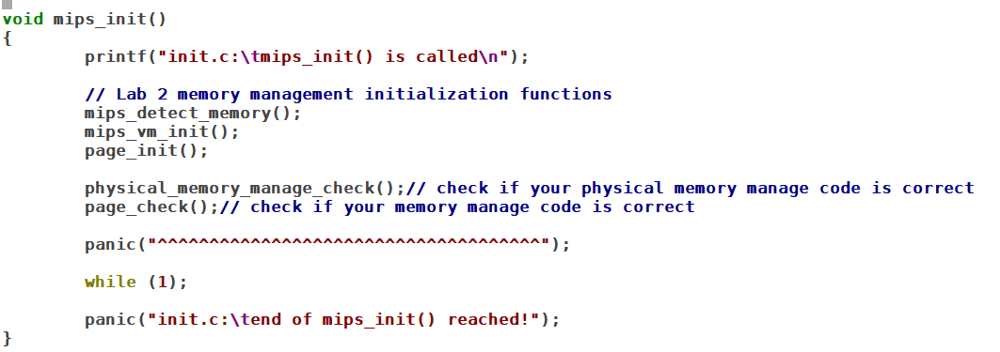 void mips_init()
{
printf("init.c:\tmips_init() is called\n");
// Lab 2 memory management initialization functions
mips_detect_memory();
mips_vm_init();
page_init();
physical_memory_manage_check();// check if your physical memory manage code is correct
page_check();// check if your memory manage code is correct
panic("^^^^^^^^^^^^^^^^^^^^^^^^^^^^^^^^^^^^^");
while (1);
panic("init.c:\tend of mips_init() reached!");
}